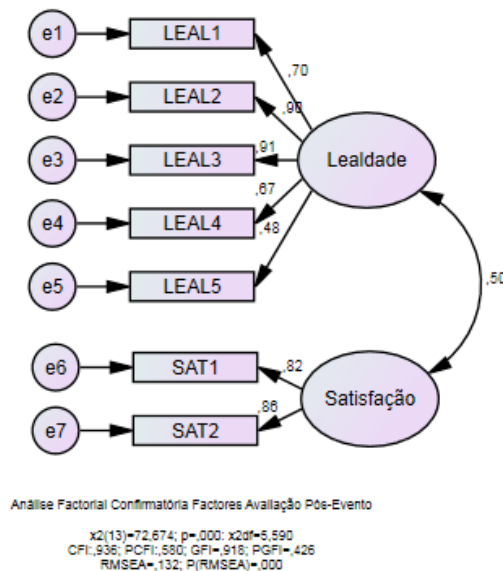 e1
LEAL1
,70
e2
LEAL2
,90
e3
LEAL3
,91
Lealdade
,67
e4
LEAL4
,48
e5
LEAL5
,50
e6
SAT1
,82
Satisfação
e7
SAT2
,86
Análise Factorial Confirmatória Factores Avaliação Pós-Evento
x2(13)=72,674; p=,000: x2df=5,590
CFI:,936; PCFI:,580; GFI=,918; PGFI=,426
RMSEA=,132; P(RMSEA)=,000